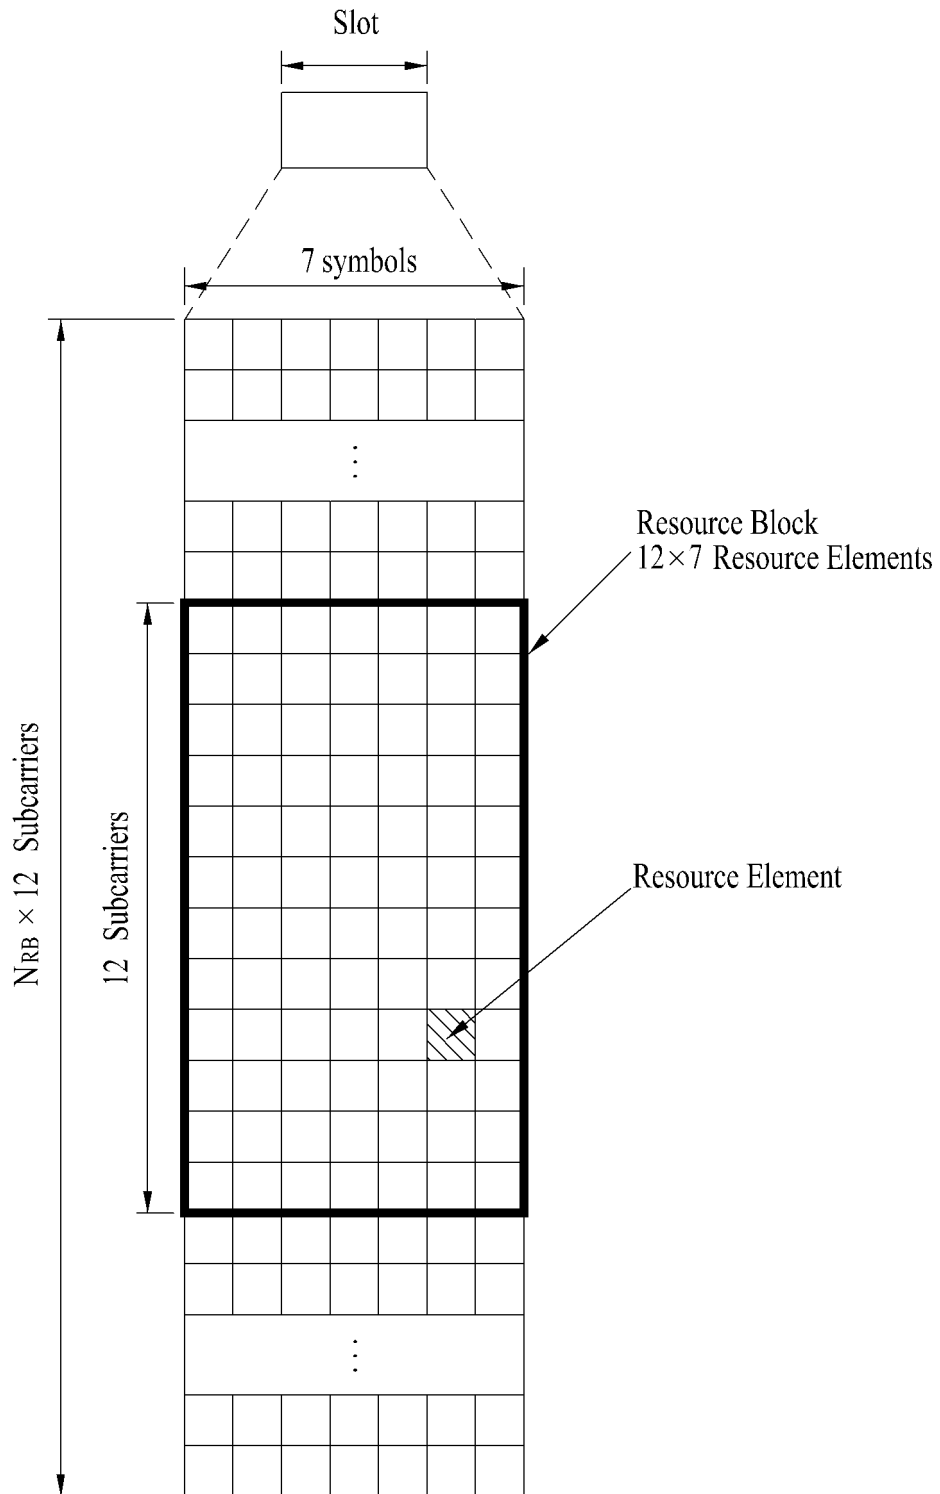 Slot
7 symbols
Resource Block
12×7 Resource Elements
NRB × 12 Subcarriers
12 Subcarriers
Resource Element